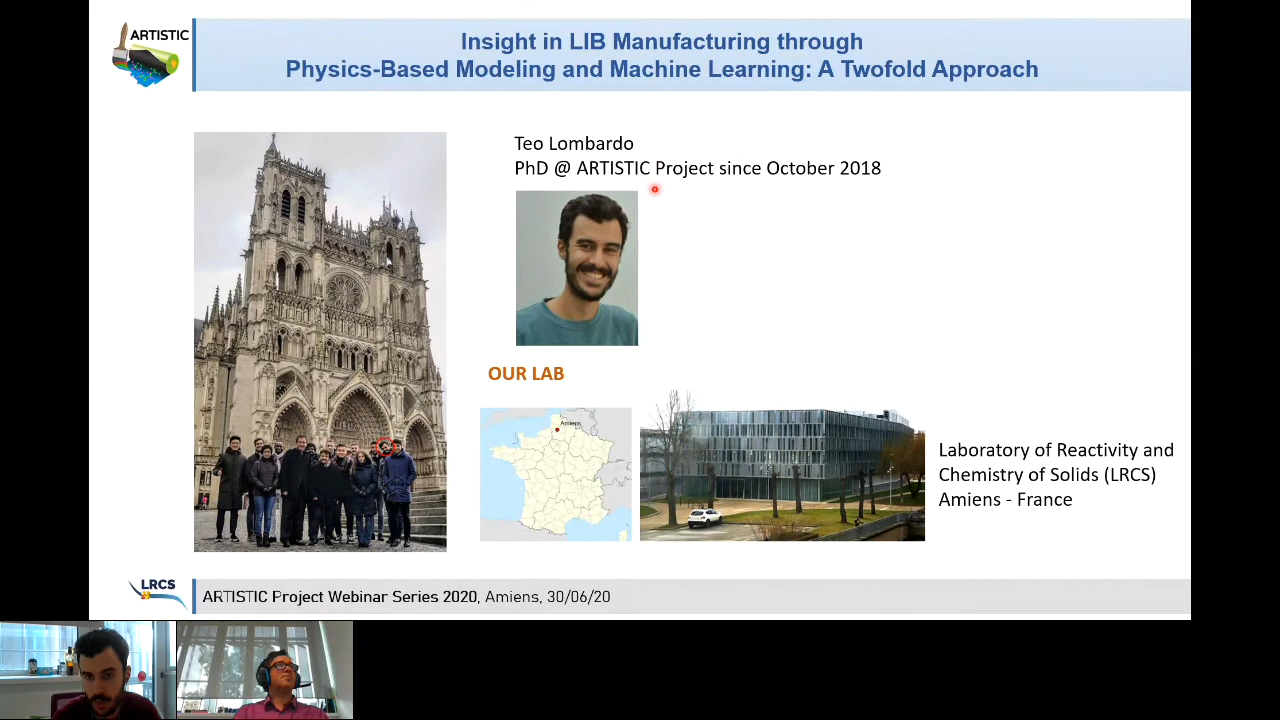 ARTISTIC
Insight in LIB Manufacturing through
Physics-Based Modeling and Machine Learning: A Twofold Approach
Teo Lombardo
PhD @ ARTISTIC Project since October 2018
OUR LAB
Amiens
Laboratory of Reactivity and
Chemistry of Solids (LRCS)
Amiens - France
LRCS
ARTISTIC Project Webinar Series 2020, Amiens, 30/06/20